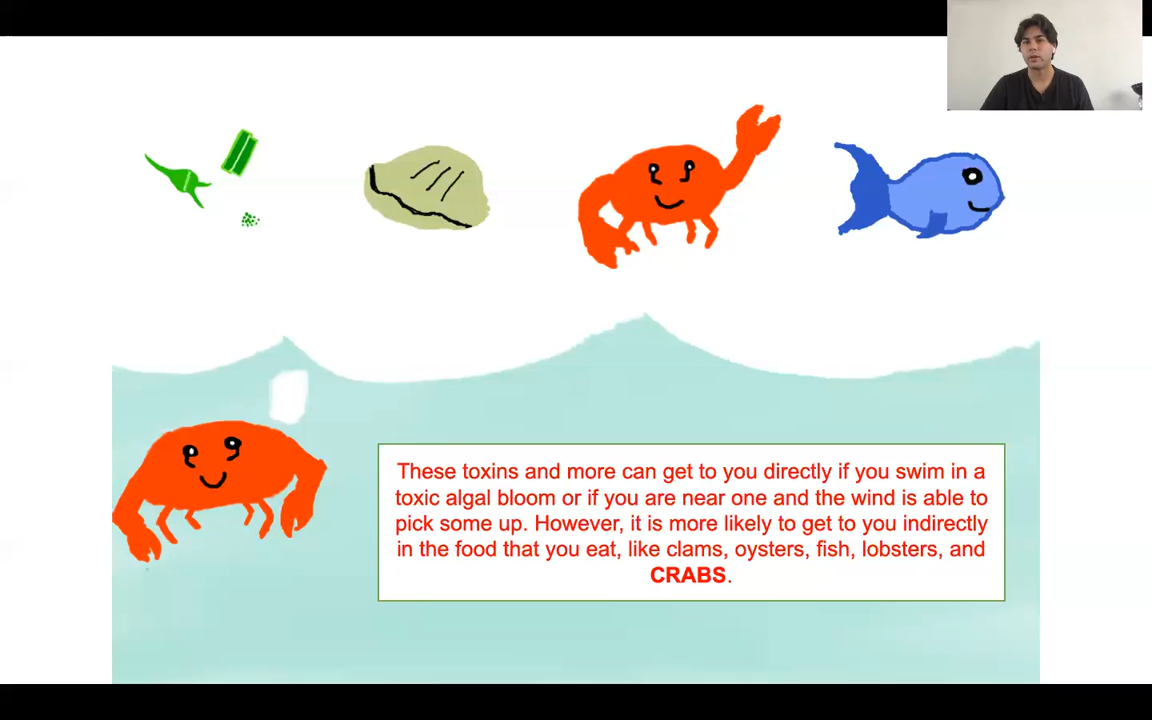 These toxins and more can get to you directly if you swim in a
toxic algal bloom or if you are near one and the wind is able to
pick some up. However, it is more likely to get to you indirectly
in the food that you eat, like clams, oysters, fish, lobsters, and
CRABS.